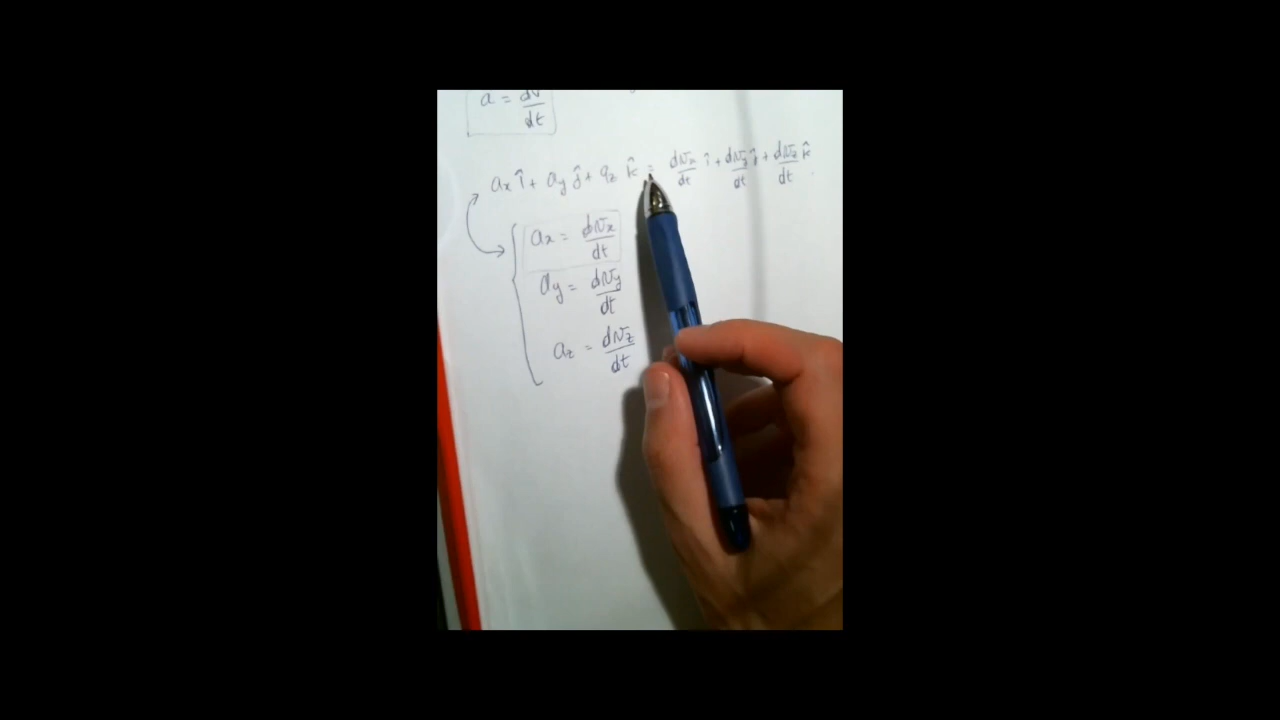 a = dv/dt
ax î + ay ĵ + az k̂ = dvx/dt î + dvy/dt ĵ + dvz/dt k̂
ax = dvx/dt
ay = dvy/dt
az = dvz/dt